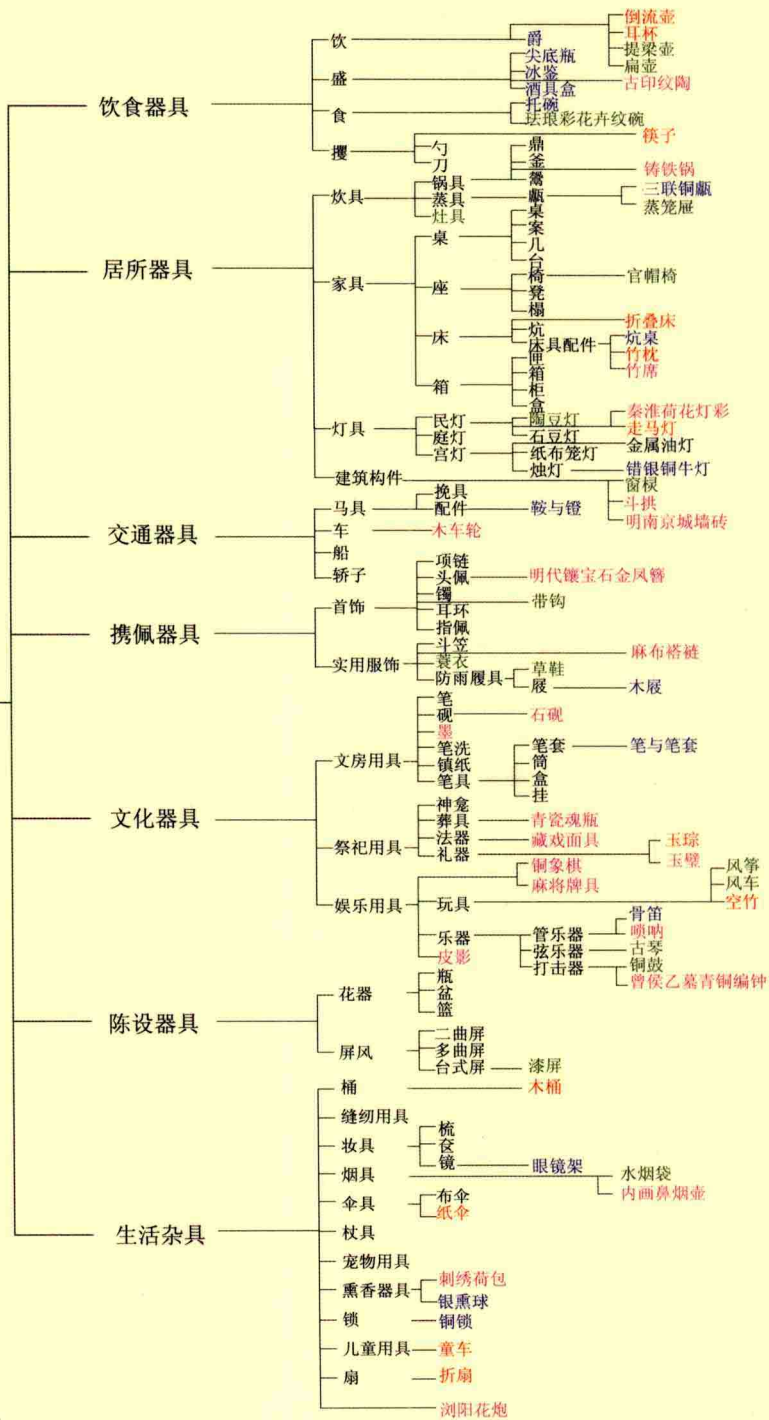 饮食器具
饮
爵
倒流壶
耳杯
提梁壶
扁壶
盛
尖底瓶
冰鉴
酒具盒
古印纹陶
食
托碗
珐琅彩花卉纹碗
攫
勺
刀
筷子
居所器具
炊具
锅具
鼎
釜
鬶
铸铁锅
蒸具
甗
三联铜甗
蒸笼屉
灶具
家具
桌
桌
案
几
台
座
椅
官帽椅
凳
榻
床
折叠床
炕
床具配件
炕桌
竹枕
竹席
箱
匣
箱
柜
盒
灯具
民灯
陶豆灯
秦淮荷花灯彩
走马灯
庭灯
石豆灯
宫灯
纸布笼灯
金属油灯
烛灯
错银铜牛灯
建筑构件
窗棂
斗拱
明南京城墙砖
交通器具
马具
挽具
配件
鞍与镫
车
木车轮
船
轿子
携佩器具
首饰
项链
头佩
明代镶宝石金凤簪
镯
带钩
耳环
指佩
实用服饰
斗笠
麻布褡裢
蓑衣
防雨履具
草鞋
屐
木屐
文化器具
文房用具
笔
砚
石砚
墨
笔洗
镇纸
笔具
笔套
笔与笔套
筒
盒
挂
祭祀用具
神龛
葬具
青瓷魂瓶
法器
藏戏面具
礼器
玉琮
玉璧
娱乐用具
铜象棋
麻将牌具
玩具
风筝
风车
空竹
乐器
管乐器
骨笛
唢呐
弦乐器
古琴
打击器
铜鼓
曾侯乙墓青铜编钟
皮影
陈设器具
花器
瓶
盆
篮
屏风
二曲屏
多曲屏
台式屏
漆屏
生活杂具
桶
木桶
缝纫用具
妆具
梳
奁
镜
眼镜架
烟具
水烟袋
内画鼻烟壶
伞具
布伞
纸伞
杖具
宠物用具
熏香器具
刺绣荷包
银熏球
锁
铜锁
儿童用具
童车
扇
折扇
浏阳花炮